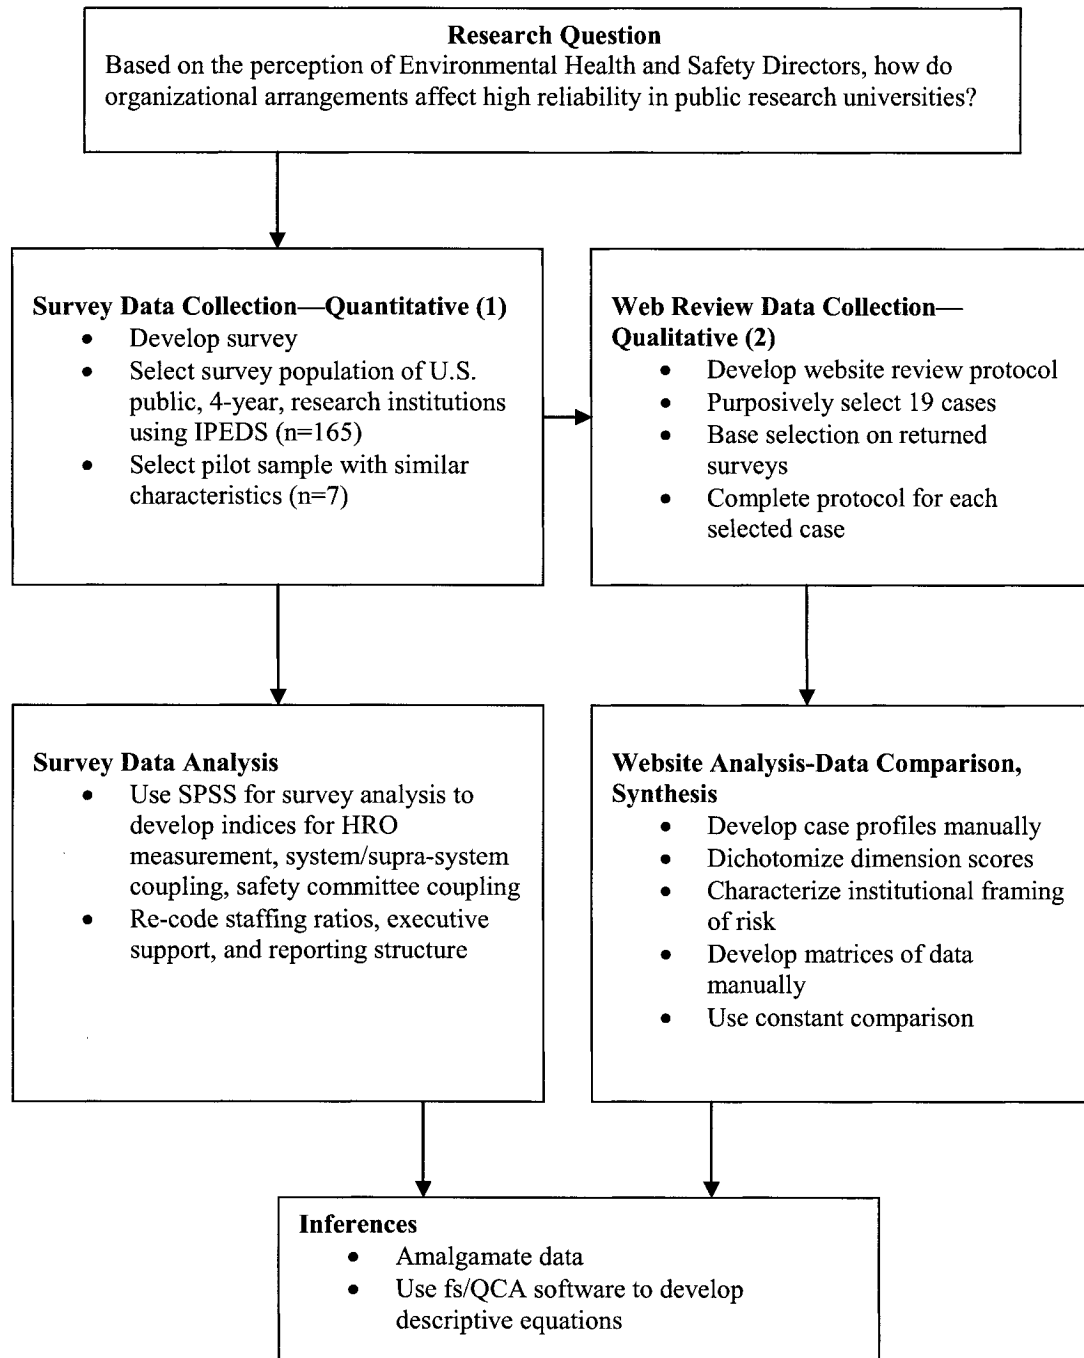 Research Question
Based on the perception of Environmental Health and Safety Directors, how do
organizational arrangements affect high reliability in public research universities?
Survey Data Collection—Quantitative (1)
• Develop survey
• Select survey population of U.S.
public, 4-year, research institutions
using IPEDS (n=165)
• Select pilot sample with similar
characteristics (n=7)
Web Review Data Collection—
Qualitative (2)
• Develop website review protocol
• Purposively select 19 cases
• Base selection on returned
surveys
• Complete protocol for each
selected case
Survey Data Analysis
• Use SPSS for survey analysis to
develop indices for HRO
measurement, system/supra-system
coupling, safety committee coupling
• Re-code staffing ratios, executive
support, and reporting structure
Website Analysis-Data Comparison,
Synthesis
• Develop case profiles manually
• Dichotomize dimension scores
• Characterize institutional framing
of risk
• Develop matrices of data
manually
• Use constant comparison
Inferences
• Amalgamate data
• Use fs/QCA software to develop
descriptive equations